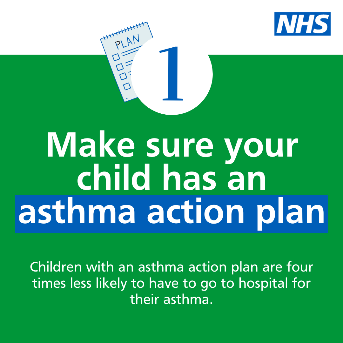 NHS
PLAN
1
Make sure your
child has an
asthma action plan
Children with an asthma action plan are four
times less likely to have to go to hospital for
their asthma.